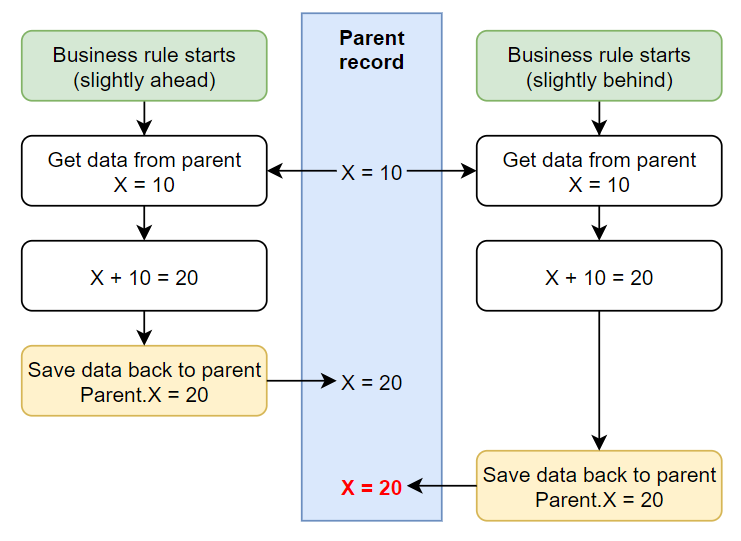 Business rule starts
(slightly ahead)
Get data from parent
X = 10
X + 10 = 20
Save data back to parent
Parent.X = 20
Parent
record
X = 10
X = 20
X = 20
Business rule starts
(slightly behind)
Get data from parent
X = 10
X + 10 = 20
Save data back to parent
Parent.X = 20